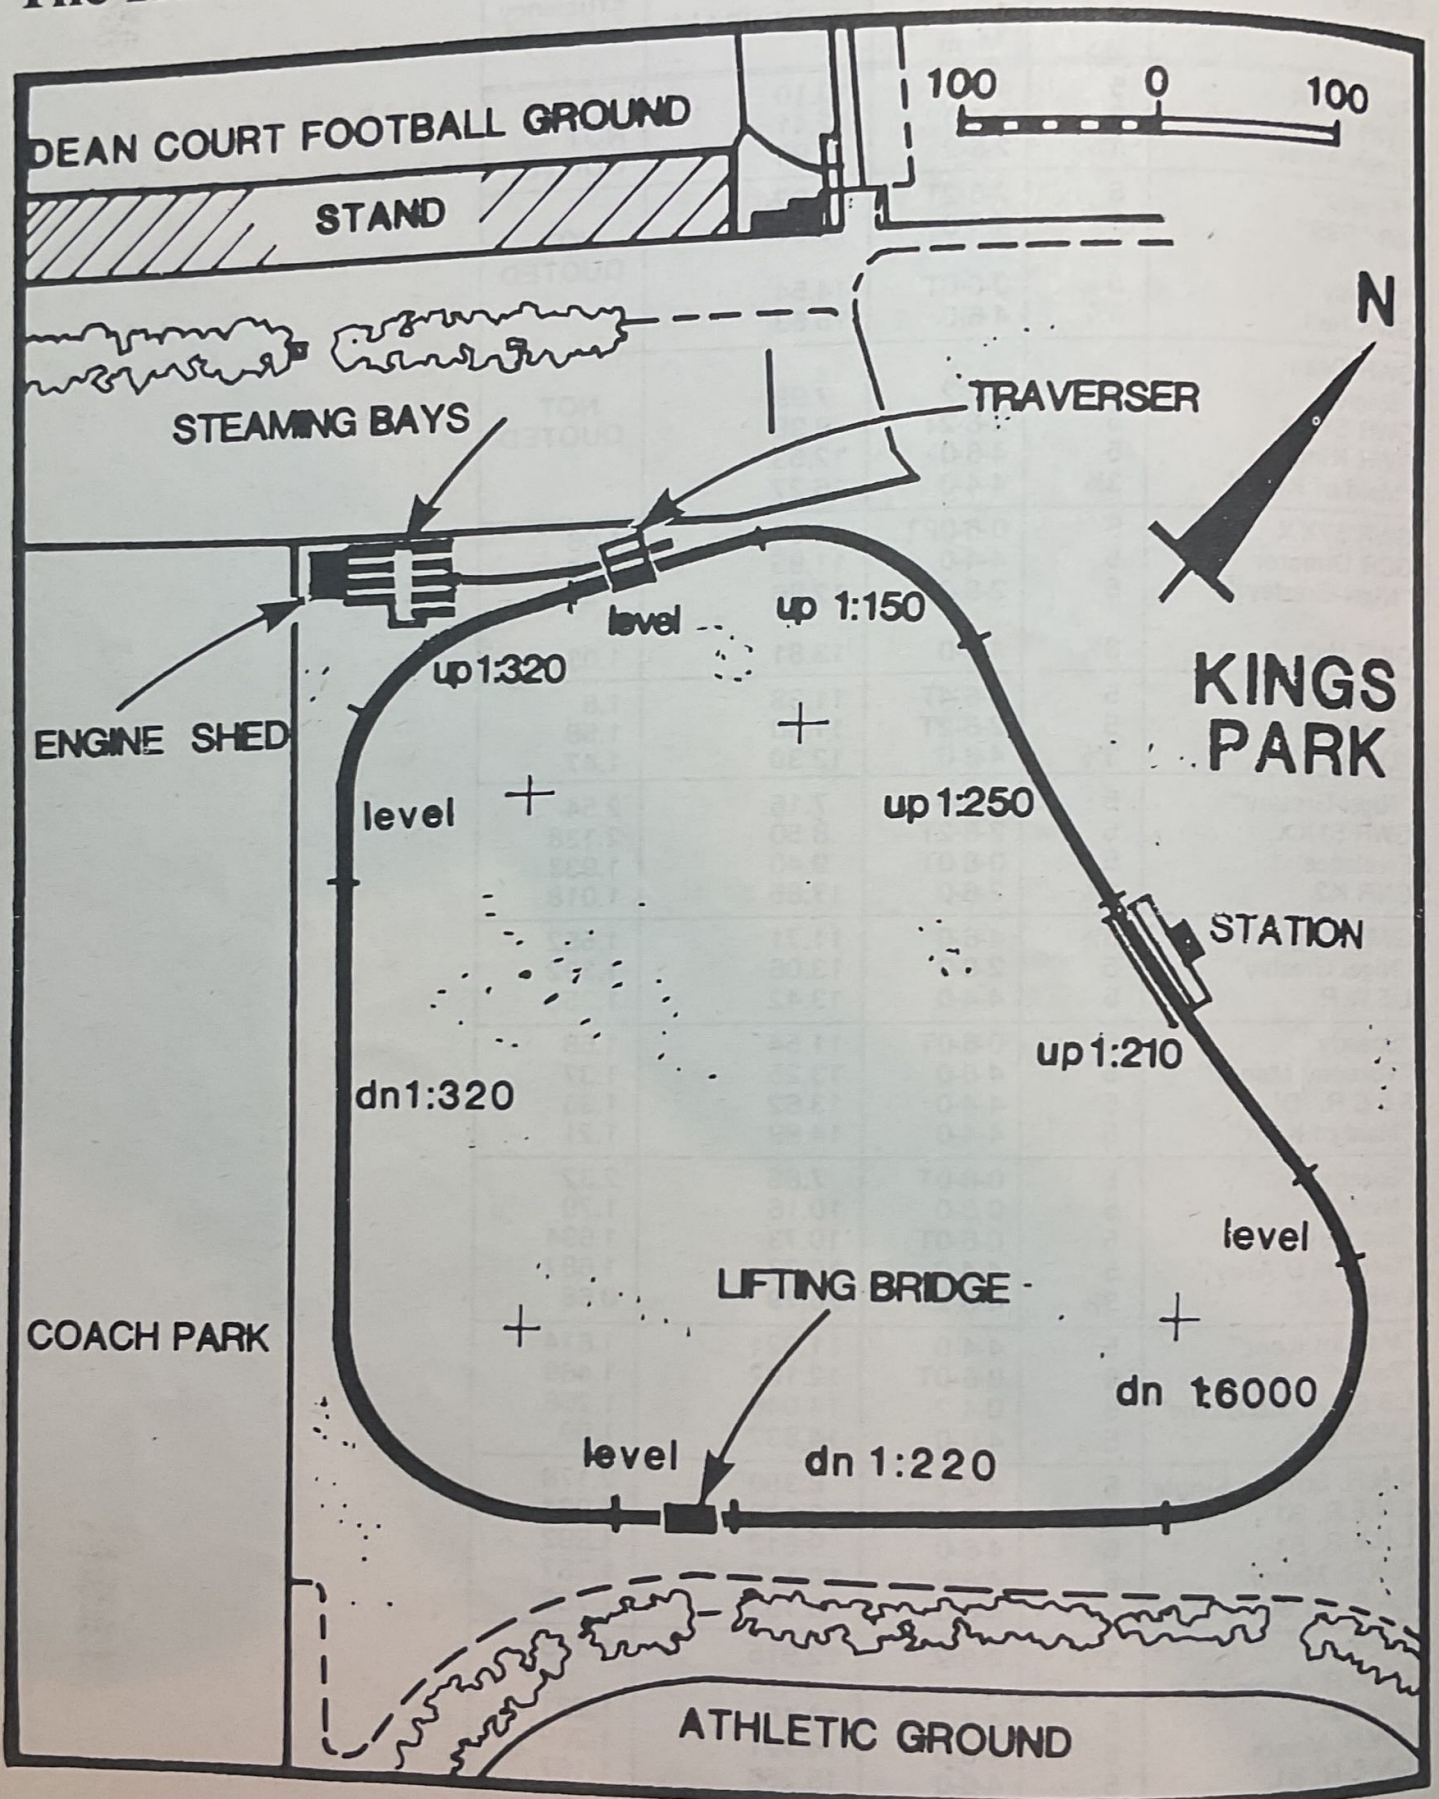 DEAN COURT FOOTBALL GROUND
100 0 100
STAND
N
STEAMING BAYS
TRAVERSER
level
up 1:150
up 1:320
KINGS
PARK
ENGINE SHED
level
up 1:250
STATION
up 1:210
dn 1:320
level
LIFTING BRIDGE
COACH PARK
dn 1:6000
level
dn 1:220
ATHLETIC GROUND